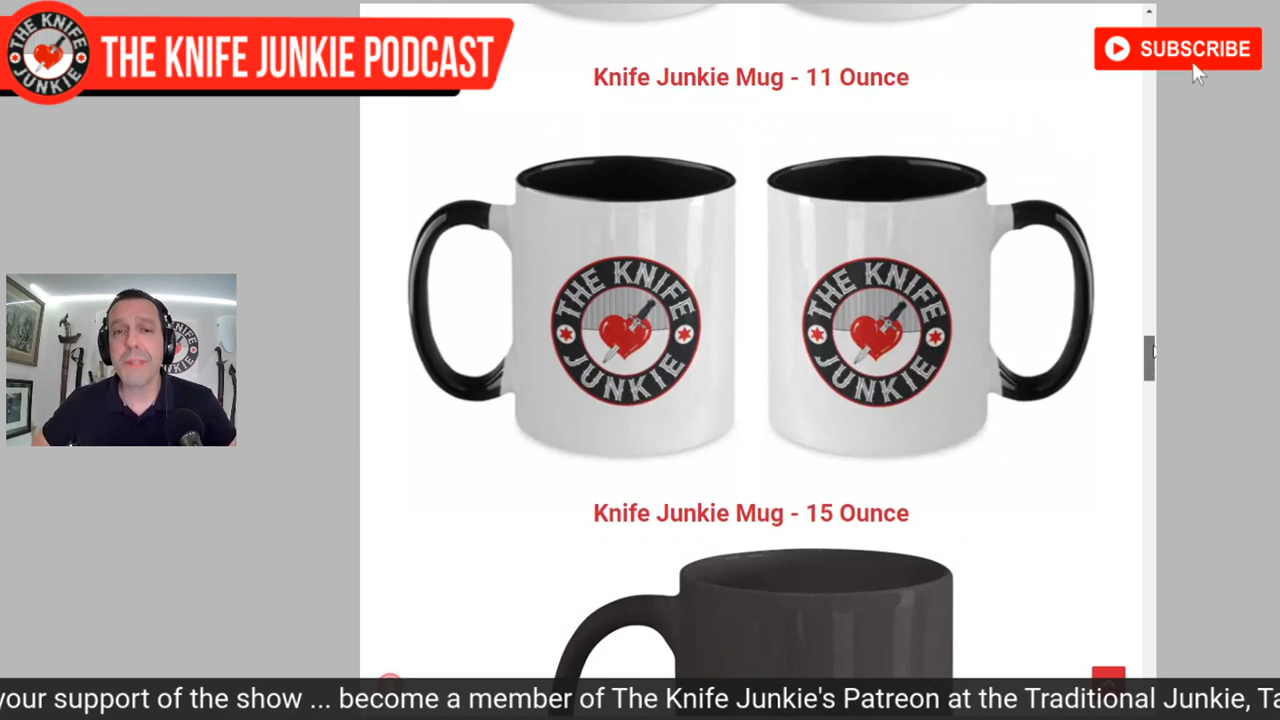 THE KNIFE JUNKIE
THE KNIFE JUNKIE PODCAST
SUBSCRIBE
Knife Junkie Mug - 11 Ounce
THE KNIFE JUNKIE
THE KNIFE JUNKIE
Knife Junkie Mug - 15 Ounce
your support of the show ... become a member of The Knife Junkie's Patreon at the Traditional Junkie, Ta